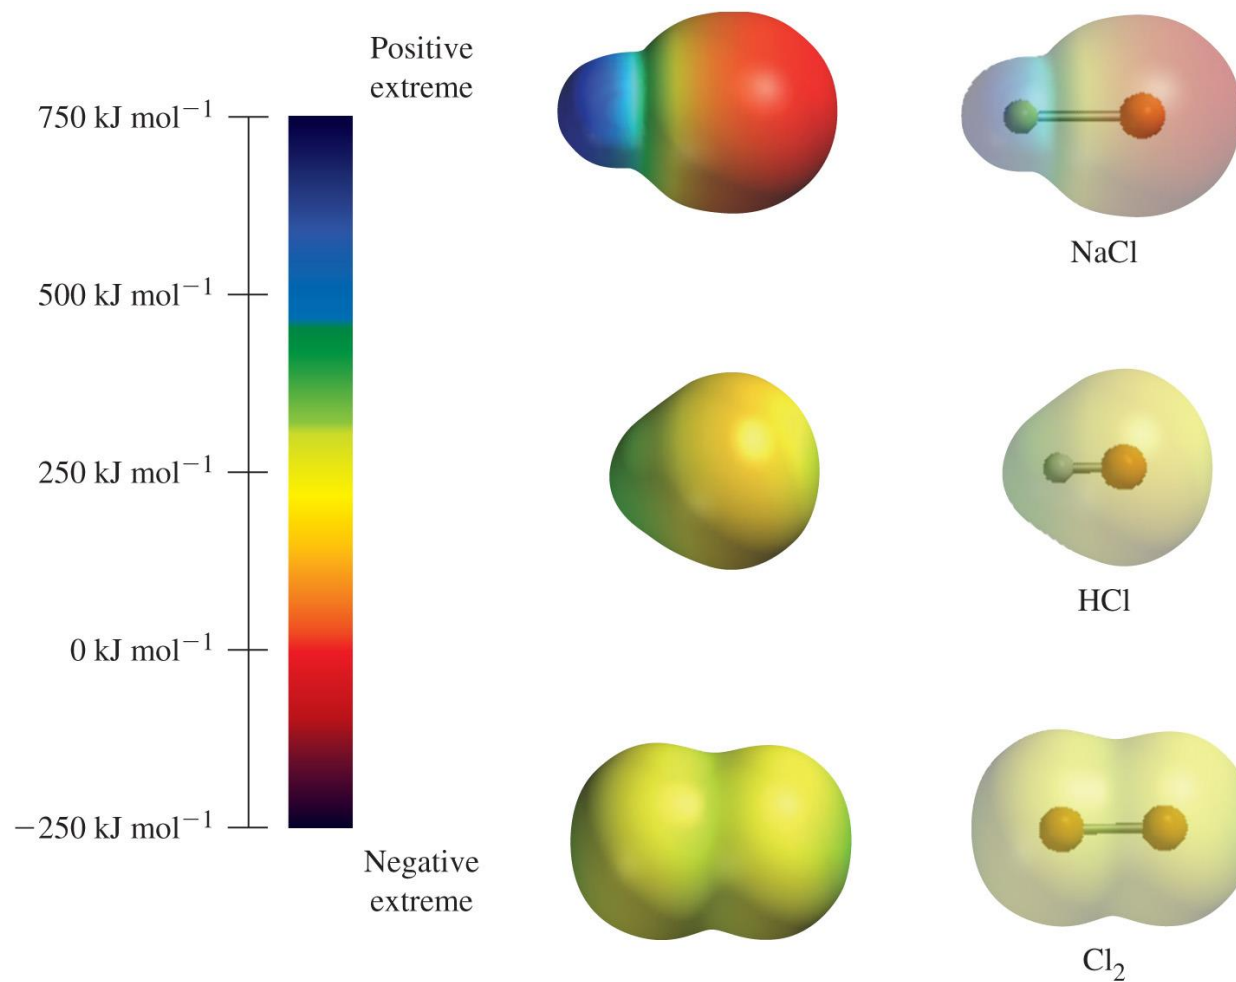 Positive
extreme
750 kJ mol⁻¹
500 kJ mol⁻¹
250 kJ mol⁻¹
0 kJ mol⁻¹
−250 kJ mol⁻¹
Negative
extreme
NaCl
HCl
Cl₂